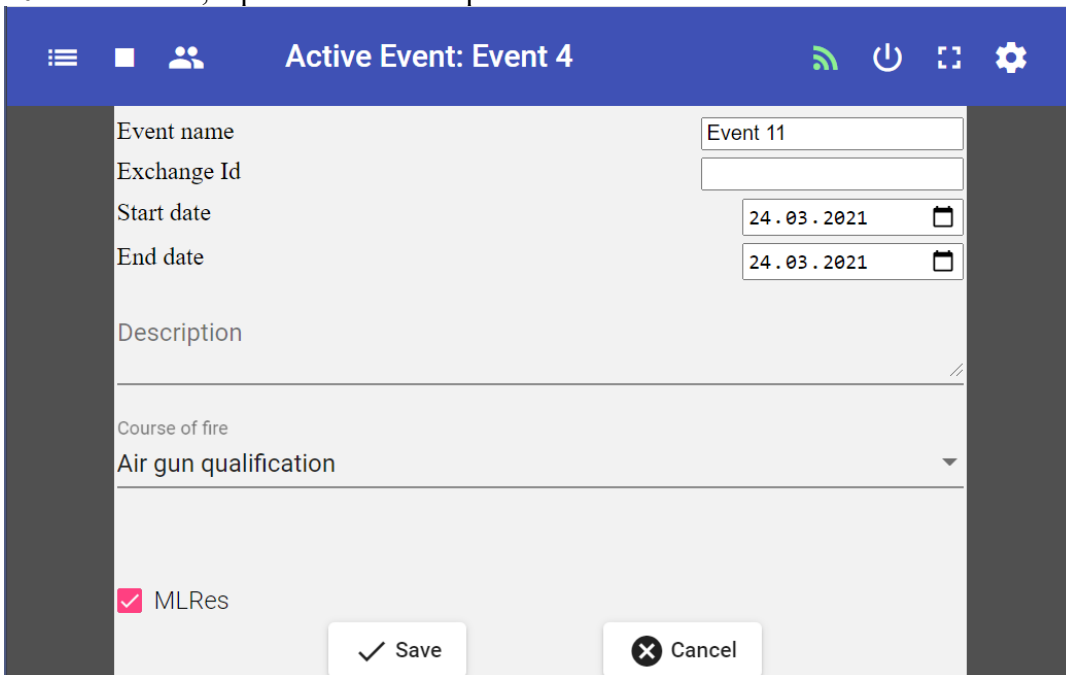 Active Event: Event 4
Event name
Event 11
Exchange Id
Start date
24.03.2021
End date
24.03.2021
Description
Course of fire
Air gun qualification
MLRes
Save
Cancel